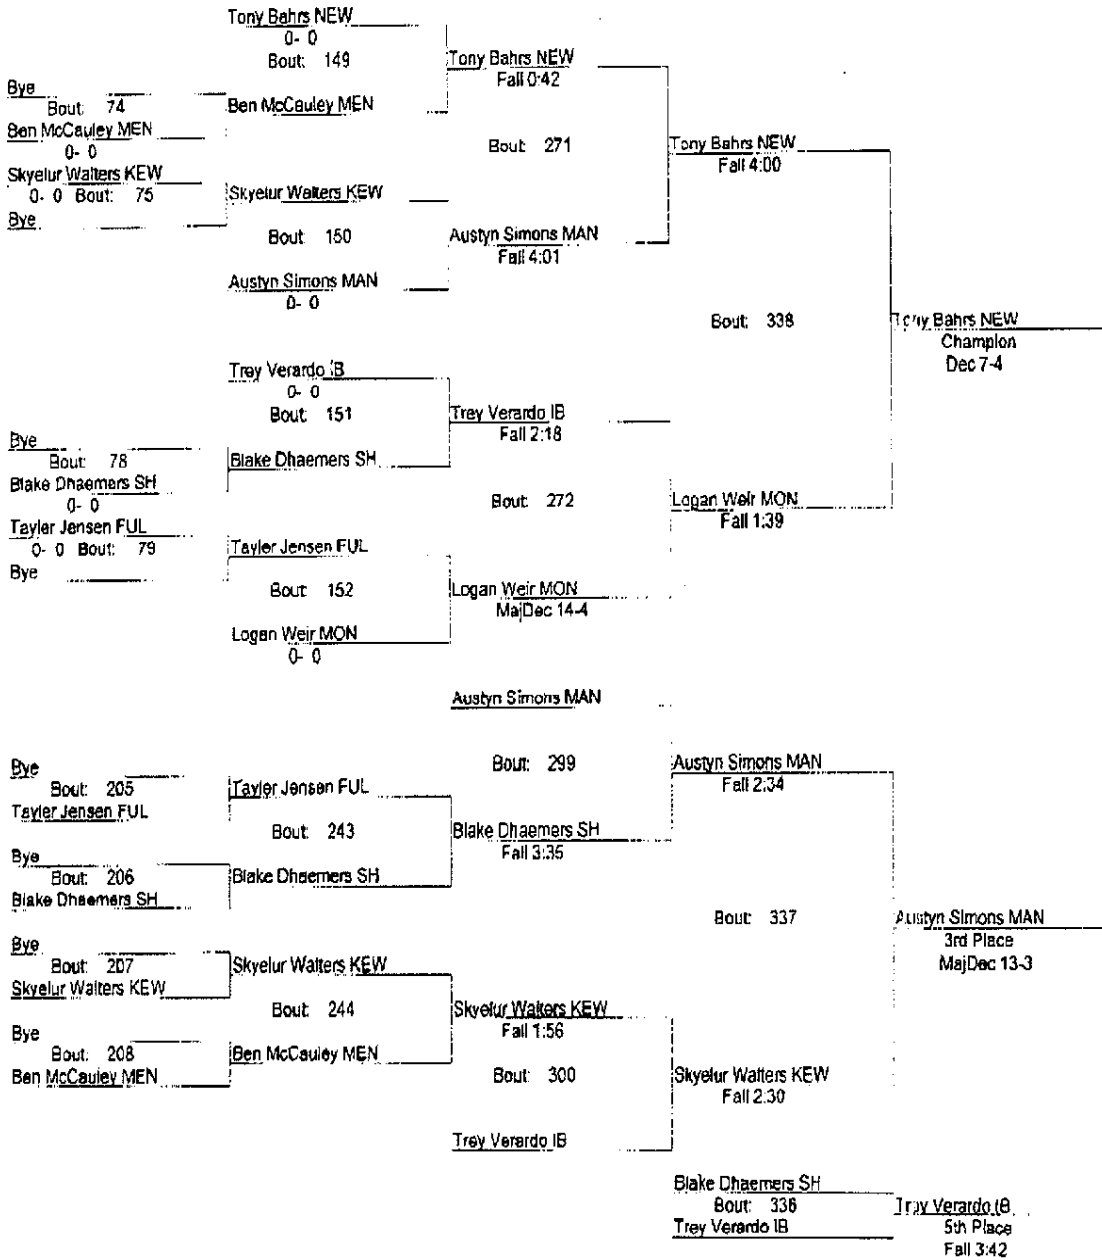 Tony Bahrs NEW
0- 0
Bout: 149
Tony Bahrs NEW
Fall 0:42
Bye
Bout: 74
Ben McCauley MEN
Ben McCauley MEN
0- 0
Bout: 271
Tony Bahrs NEW
Fall 4:00
Skyelur Walters KEW
0- 0 Bout: 75
Skyelur Walters KEW
Bye
Bout: 150
Austyn Simons MAN
Fall 4:01
Austyn Simons MAN
0- 0
Bout: 338
Tony Bahrs NEW
Champion
Dec 7-4
Trey Verardo IB
0- 0
Bout: 151
Trey Verardo IB
Fall 2:18
Bye
Bout: 78
Blake Dhaemers SH
Blake Dhaemers SH
0- 0
Bout: 272
Logan Weir MON
Fall 1:39
Tayler Jensen FUL
0- 0 Bout: 79
Tayler Jensen FUL
Bye
Bout: 152
Logan Weir MON
MajDec 14-4
Logan Weir MON
0- 0
Austyn Simons MAN
Bout: 299
Austyn Simons MAN
Fall 2:34
Bye
Bout: 205
Tayler Jensen FUL
Tayler Jensen FUL
Bout: 243
Blake Dhaemers SH
Fall 3:35
Bye
Bout: 206
Blake Dhaemers SH
Blake Dhaemers SH
Bout: 337
Austyn Simons MAN
3rd Place
MajDec 13-3
Bye
Bout: 207
Skyelur Walters KEW
Skyelur Walters KEW
Bout: 244
Skyelur Walters KEW
Fall 1:56
Bye
Bout: 208
Ben McCauley MEN
Ben McCauley MEN
Bout: 300
Skyelur Walters KEW
Fall 2:30
Trey Verardo IB
Blake Dhaemers SH
Bout: 336
Trey Verardo IB
Trey Verardo IB
5th Place
Fall 3:42